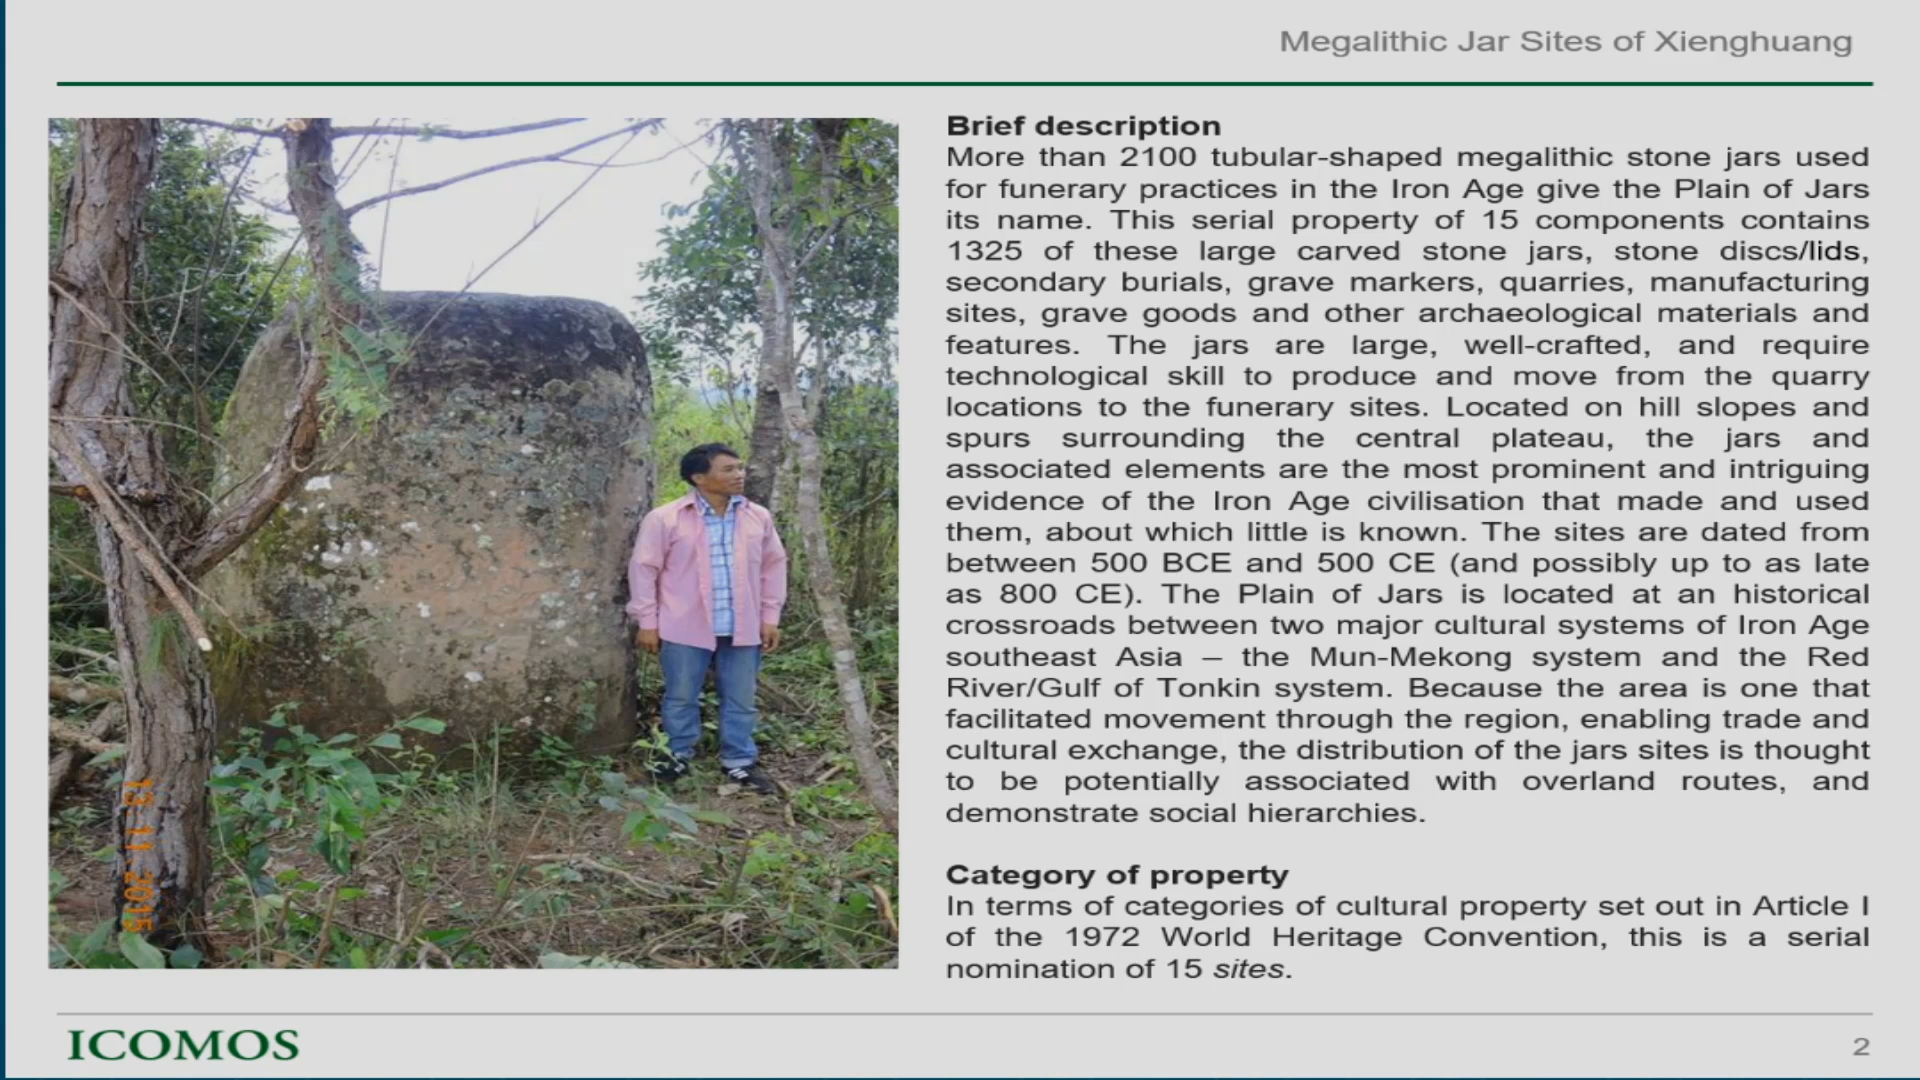 Megalithic Jar Sites of Xienghuang
Brief description
More than 2100 tubular-shaped megalithic stone jars used
for funerary practices in the Iron Age give the Plain of Jars
its name. This serial property of 15 components contains
1325 of these large carved stone jars, stone discs/lids,
secondary burials, grave markers, quarries, manufacturing
sites, grave goods and other archaeological materials and
features. The jars are large, well-crafted, and require
technological skill to produce and move from the quarry
locations to the funerary sites. Located on hill slopes and
spurs surrounding the central plateau, the jars and
associated elements are the most prominent and intriguing
evidence of the Iron Age civilisation that made and used
them, about which little is known. The sites are dated from
between 500 BCE and 500 CE (and possibly up to as late
as 800 CE). The Plain of Jars is located at an historical
crossroads between two major cultural systems of Iron Age
southeast Asia – the Mun-Mekong system and the Red
River/Gulf of Tonkin system. Because the area is one that
facilitated movement through the region, enabling trade and
cultural exchange, the distribution of the jars sites is thought
to be potentially associated with overland routes, and
demonstrate social hierarchies.
Category of property
In terms of categories of cultural property set out in Article I
of the 1972 World Heritage Convention, this is a serial
nomination of 15 sites.
13.11.2015
ICOMOS
2